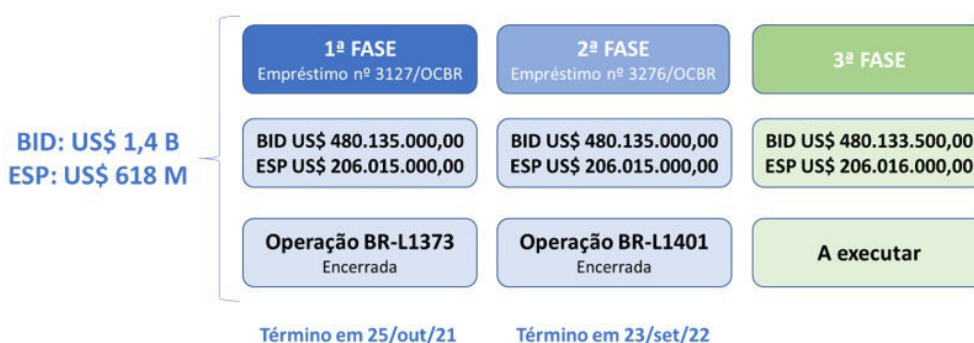 1ª FASE
Empréstimo nº 3127/OCBR
2ª FASE
Empréstimo nº 3276/OCBR
3ª FASE
BID: US$ 1,4 B
ESP: US$ 618 M
BID US$ 480.135.000,00
ESP US$ 206.015.000,00
BID US$ 480.135.000,00
ESP US$ 206.015.000,00
BID US$ 480.133.500,00
ESP US$ 206.016.000,00
Operação BR-L1373
Encerrada
Operação BR-L1401
Encerrada
A executar
Término em 25/out/21
Término em 23/set/22